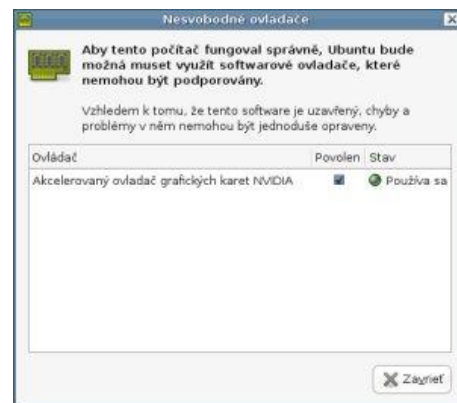 Nesvobodné ovladače
Aby tento počítač fungoval správně, Ubuntu bude
možná muset využít softwarové ovladače, které
nemohou být podporovány.
Vzhledem k tomu, že tento software je uzavřený, chyby a
problémy v něm nemohou být jednoduše opraveny.
Ovládač Povolen Stav
Akcelerovaný ovladač grafických karet NVIDIA Používa sa
Zavrieť